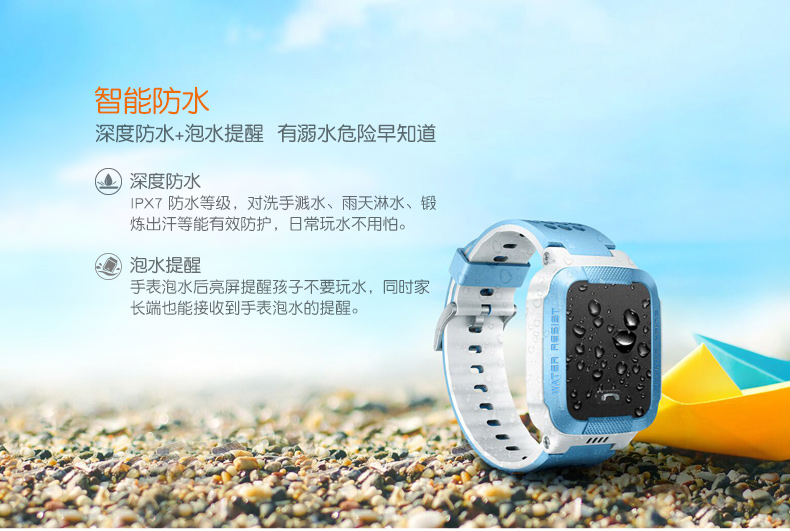 智能防水
深度防水+泡水提醒 有溺水危险早知道
深度防水
IPX7 防水等级，对洗手溅水、雨天淋水、锻
炼出汗等能有效防护，日常玩水不用怕。
泡水提醒
手表泡水后亮屏提醒孩子不要玩水，同时家
长端也能接收到手表泡水的提醒。
WATER RESIST